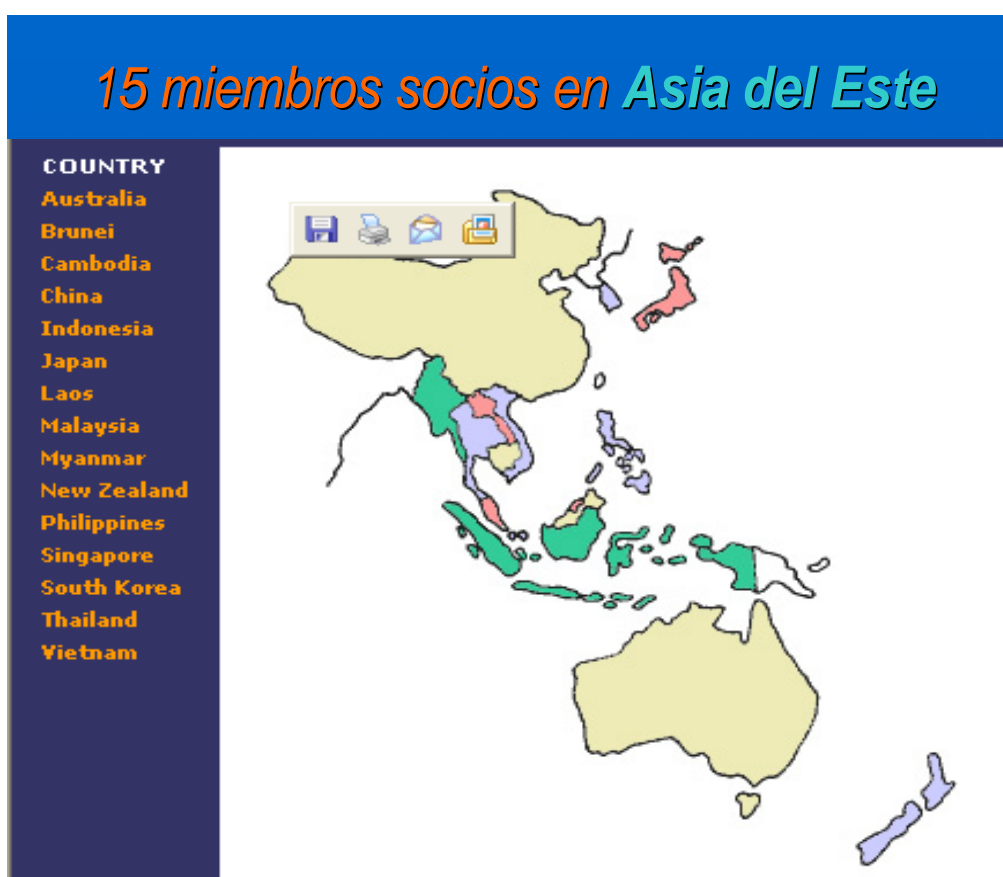 15 miembros socios en Asia del Este
COUNTRY
Australia
Brunei
Cambodia
China
Indonesia
Japan
Laos
Malaysia
Myanmar
New Zealand
Philippines
Singapore
South Korea
Thailand
Vietnam